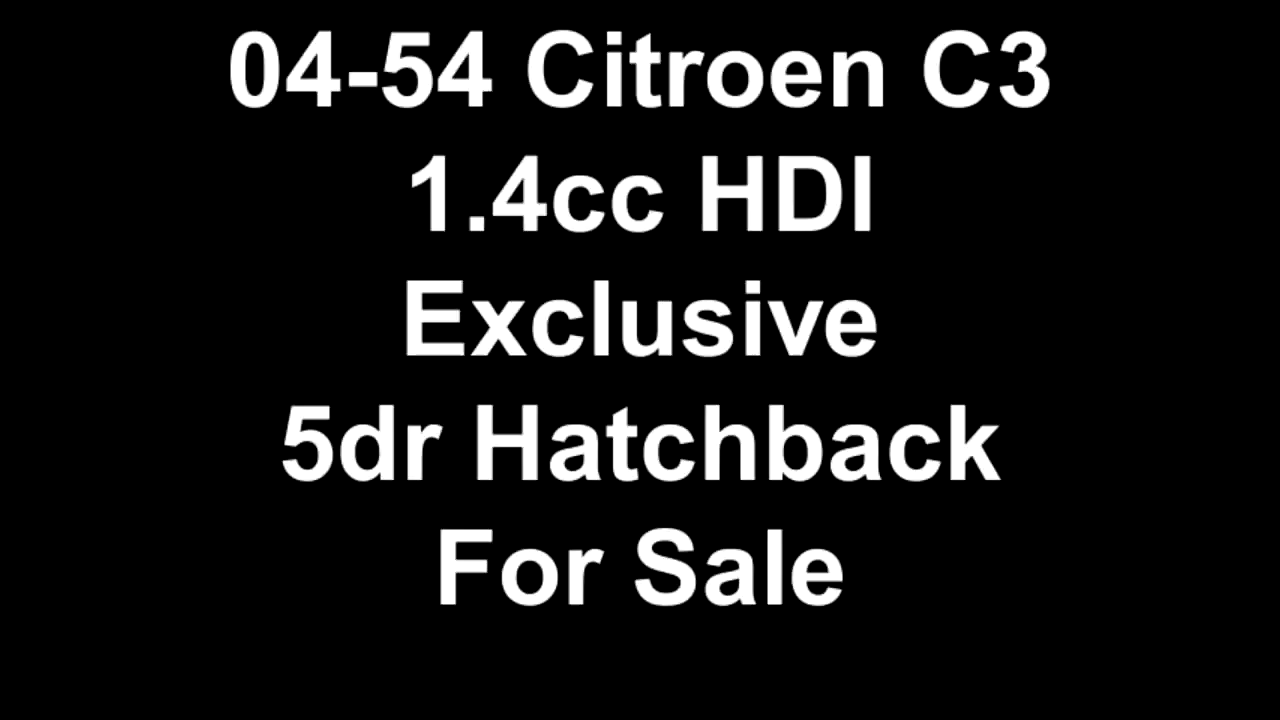 04-54 Citroen C3
1.4cc HDI
Exclusive
5dr Hatchback
For Sale